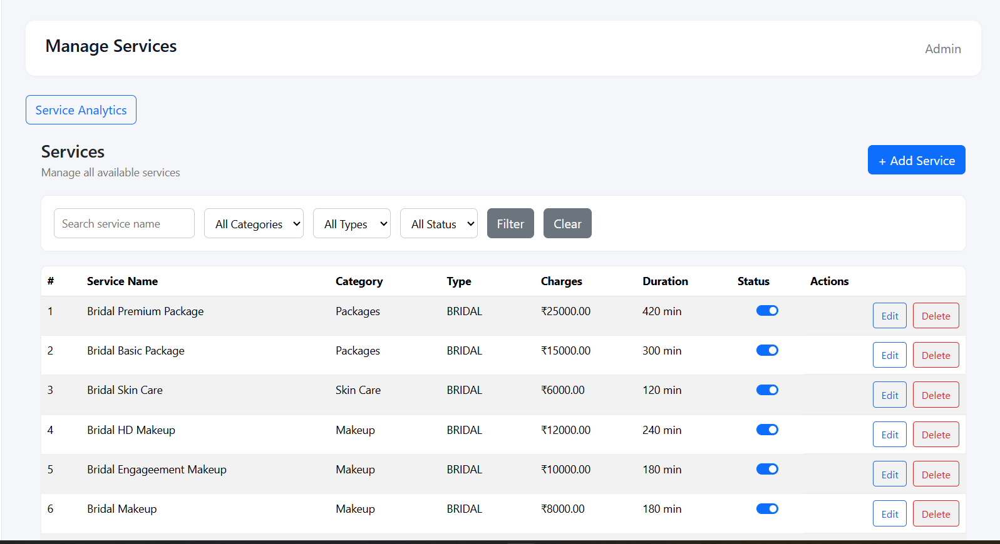 Manage Services
Admin
Service Analytics
Services
Manage all available services
+ Add Service
Search service name All Categories All Types All Status Filter Clear
# Service Name Category Type Charges Duration Status Actions
1 Bridal Premium Package Packages BRIDAL ₹25000.00 420 min Edit Delete
2 Bridal Basic Package Packages BRIDAL ₹15000.00 300 min Edit Delete
3 Bridal Skin Care Skin Care BRIDAL ₹6000.00 120 min Edit Delete
4 Bridal HD Makeup Makeup BRIDAL ₹12000.00 240 min Edit Delete
5 Bridal Engageement Makeup Makeup BRIDAL ₹10000.00 180 min Edit Delete
6 Bridal Makeup Makeup BRIDAL ₹8000.00 180 min Edit Delete